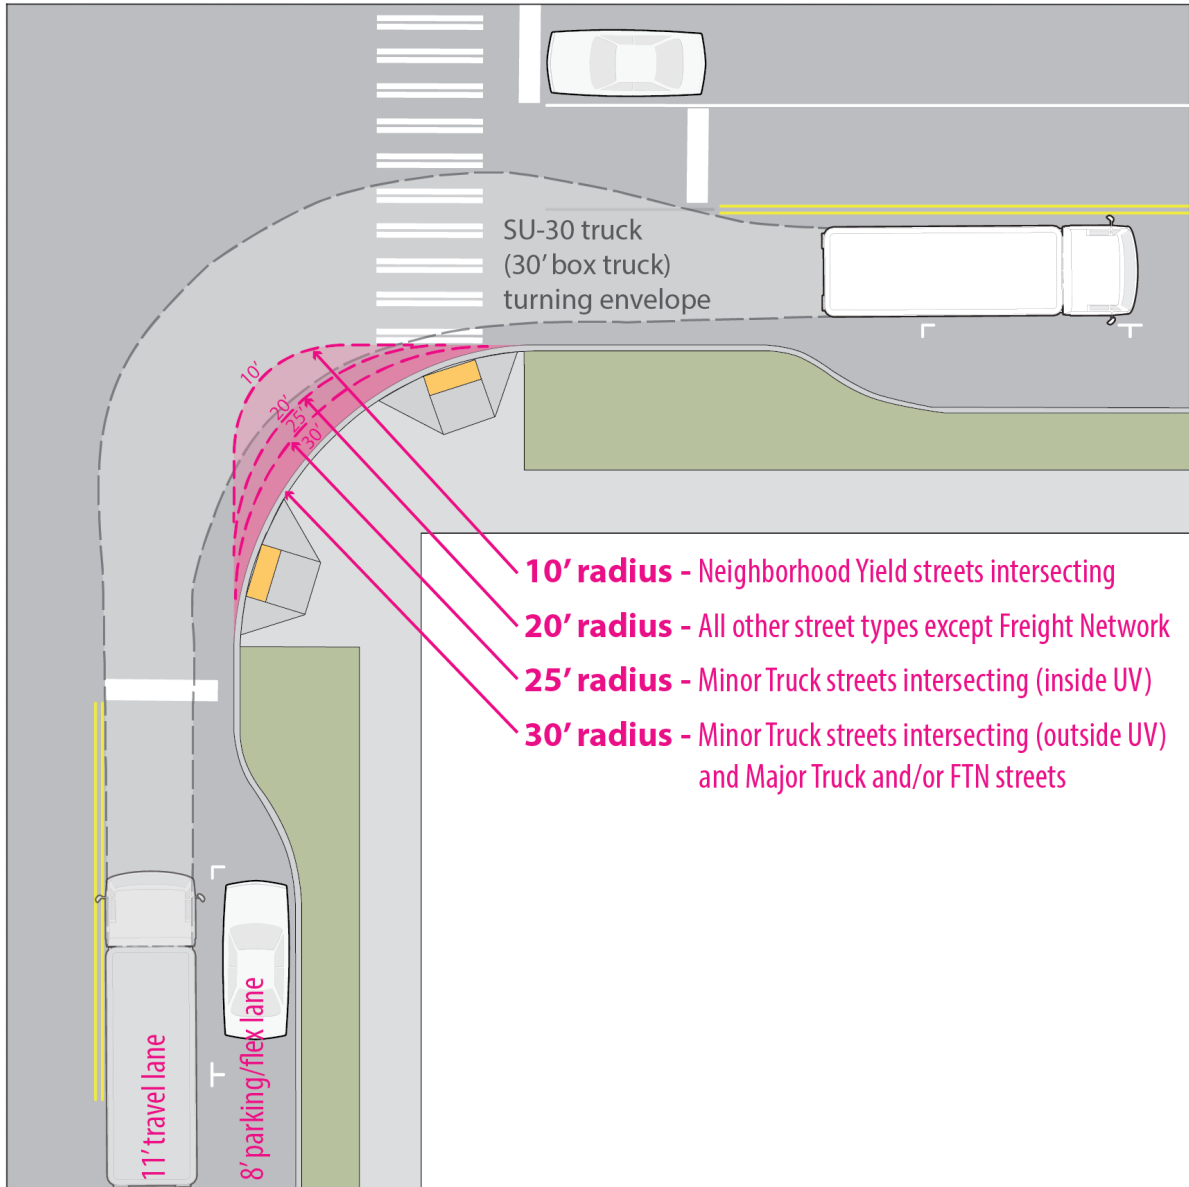 SU-30 truck
(30’ box truck)
turning envelope
10’
20’
25’
30’
10’ radius - Neighborhood Yield streets intersecting
20’ radius - All other street types except Freight Network
25’ radius - Minor Truck streets intersecting (inside UV)
30’ radius - Minor Truck streets intersecting (outside UV)
and Major Truck and/or FTN streets
11’ travel lane
8’ parking/flex lane